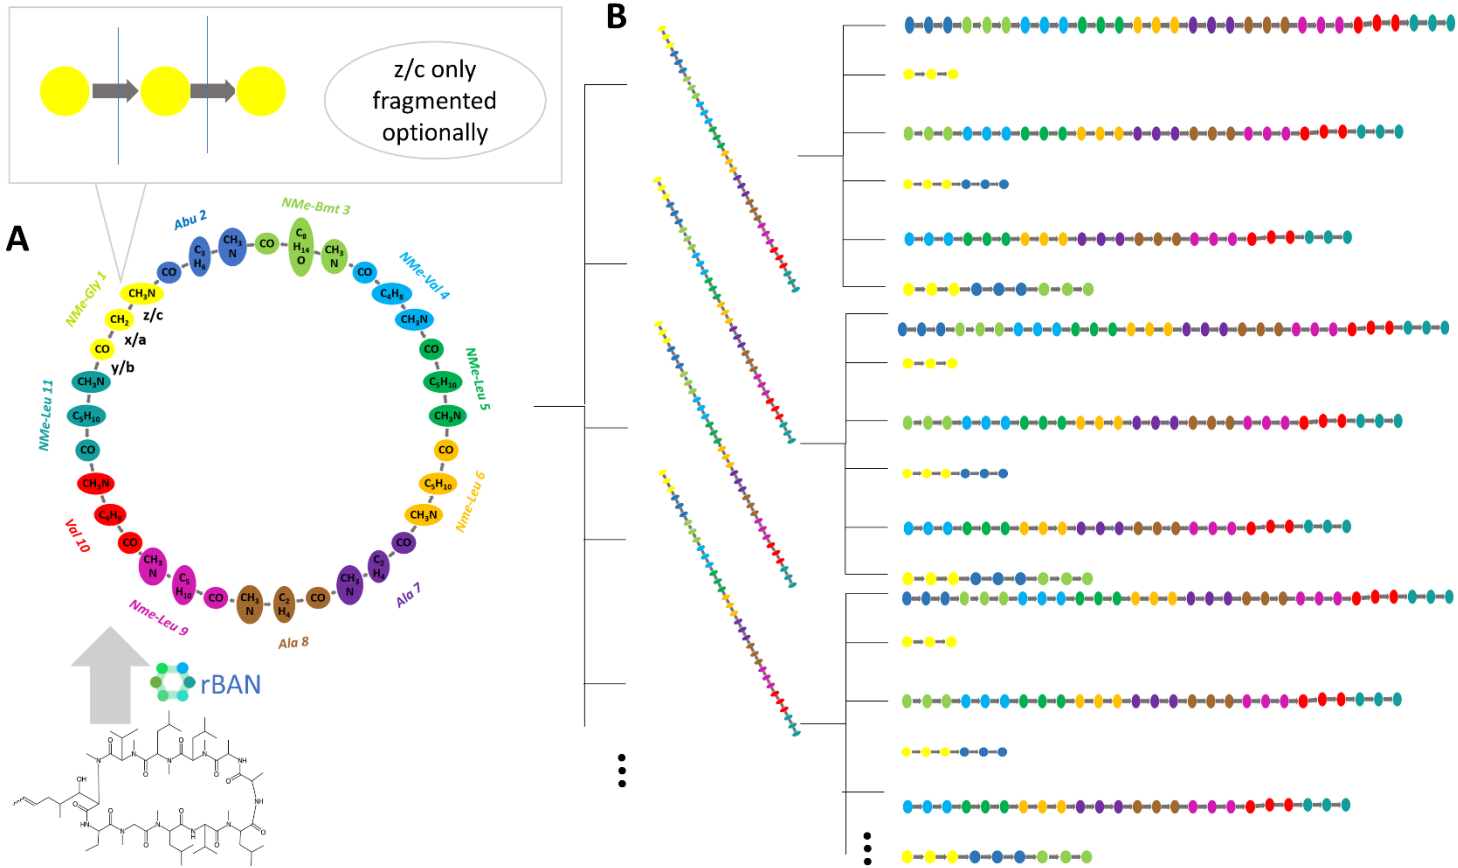 B
z/c only
fragmented
optionally
A
NMe-Bmt 3
Abu 2
NMe-Gly 1
NMe-Val 4
NMe-Leu 5
Nme-Leu 6
Ala 7
Ala 8
Nme-Leu 9
Val 10
NMe-Leu 11
CO
CH₂
CH₃N
z/c
x/a
y/b
CO
C₃
H₆
CH₃
N
CO
C₈
H₁₄
O
CH₃
N
CO
C₄H₈
CH₃N
CO
C₅H₁₀
CH₃N
CO
C₅H₁₀
CH₃N
CO
C₂
H₄
CH₃
N
CO
C₂
H₄
CH₃
N
CO
C₅
H₁₀
CH₃
N
CO
C₄H₈
CH₃N
CO
C₅H₁₀
CH₃N
rBAN
O
N
O
N
OH
N
O
N
O
O
NH
O
NH
O
HN
O
N
O
N
O
N
H
O
N
O